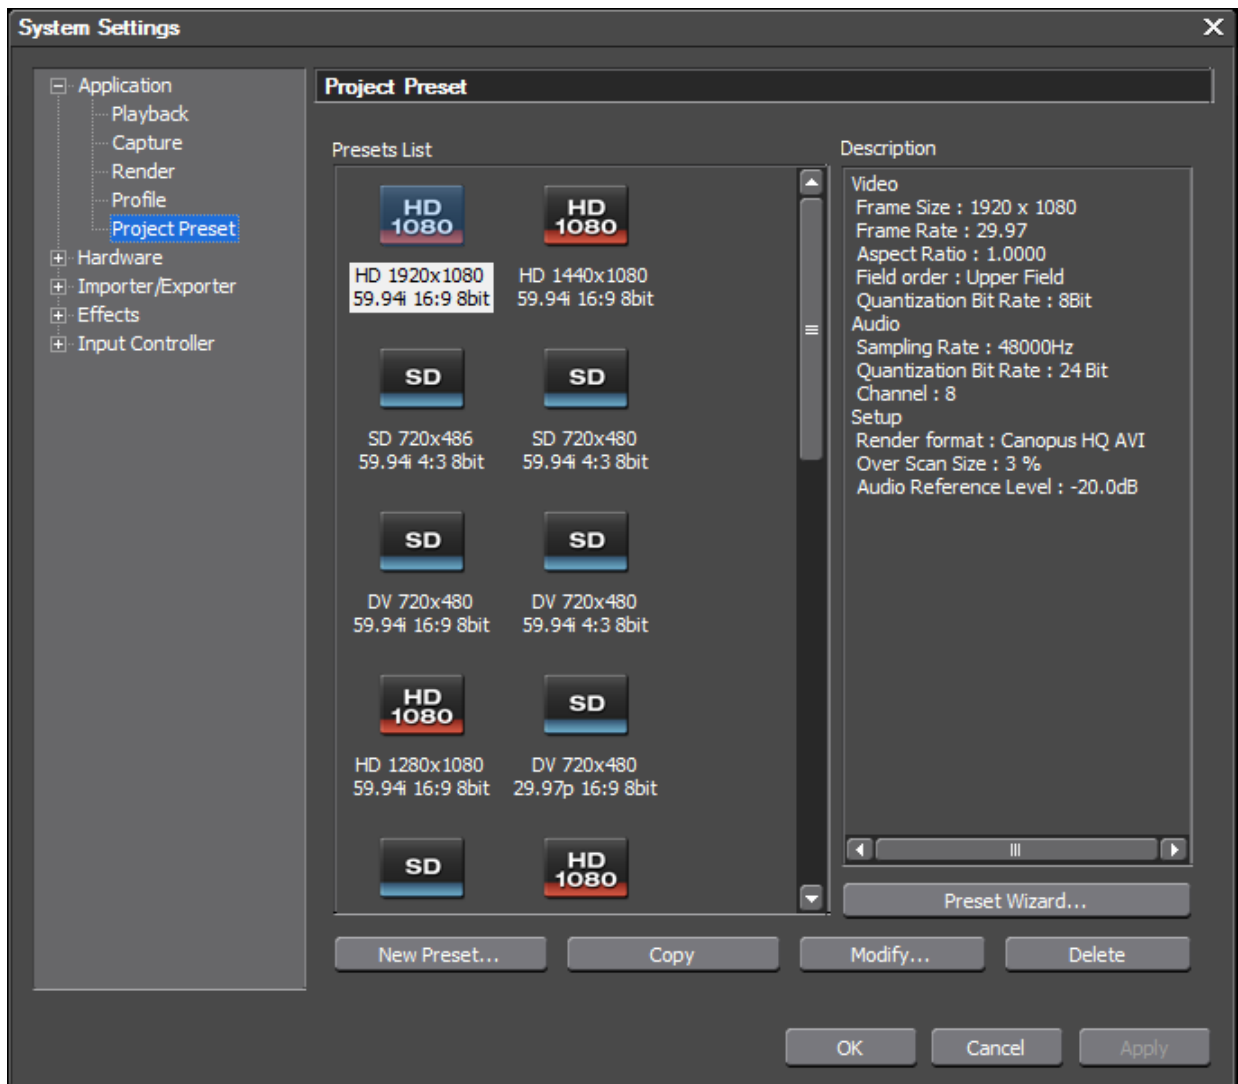 System Settings
Application
Playback
Capture
Render
Profile
Project Preset
Hardware
Importer/Exporter
Effects
Input Controller
Project Preset
Presets List
HD
1080
HD 1920x1080
59.94i 16:9 8bit
HD
1080
HD 1440x1080
59.94i 16:9 8bit
SD
SD 720x486
59.94i 4:3 8bit
SD
SD 720x480
59.94i 4:3 8bit
SD
DV 720x480
59.94i 16:9 8bit
SD
DV 720x480
59.94i 4:3 8bit
HD
1080
HD 1280x1080
59.94i 16:9 8bit
SD
DV 720x480
29.97p 16:9 8bit
SD
HD
1080
Description
Video
Frame Size : 1920 x 1080
Frame Rate : 29.97
Aspect Ratio : 1.0000
Field order : Upper Field
Quantization Bit Rate : 8Bit
Audio
Sampling Rate : 48000Hz
Quantization Bit Rate : 24 Bit
Channel : 8
Setup
Render format : Canopus HQ AVI
Over Scan Size : 3 %
Audio Reference Level : -20.0dB
Preset Wizard...
New Preset...
Copy
Modify...
Delete
OK
Cancel
Apply